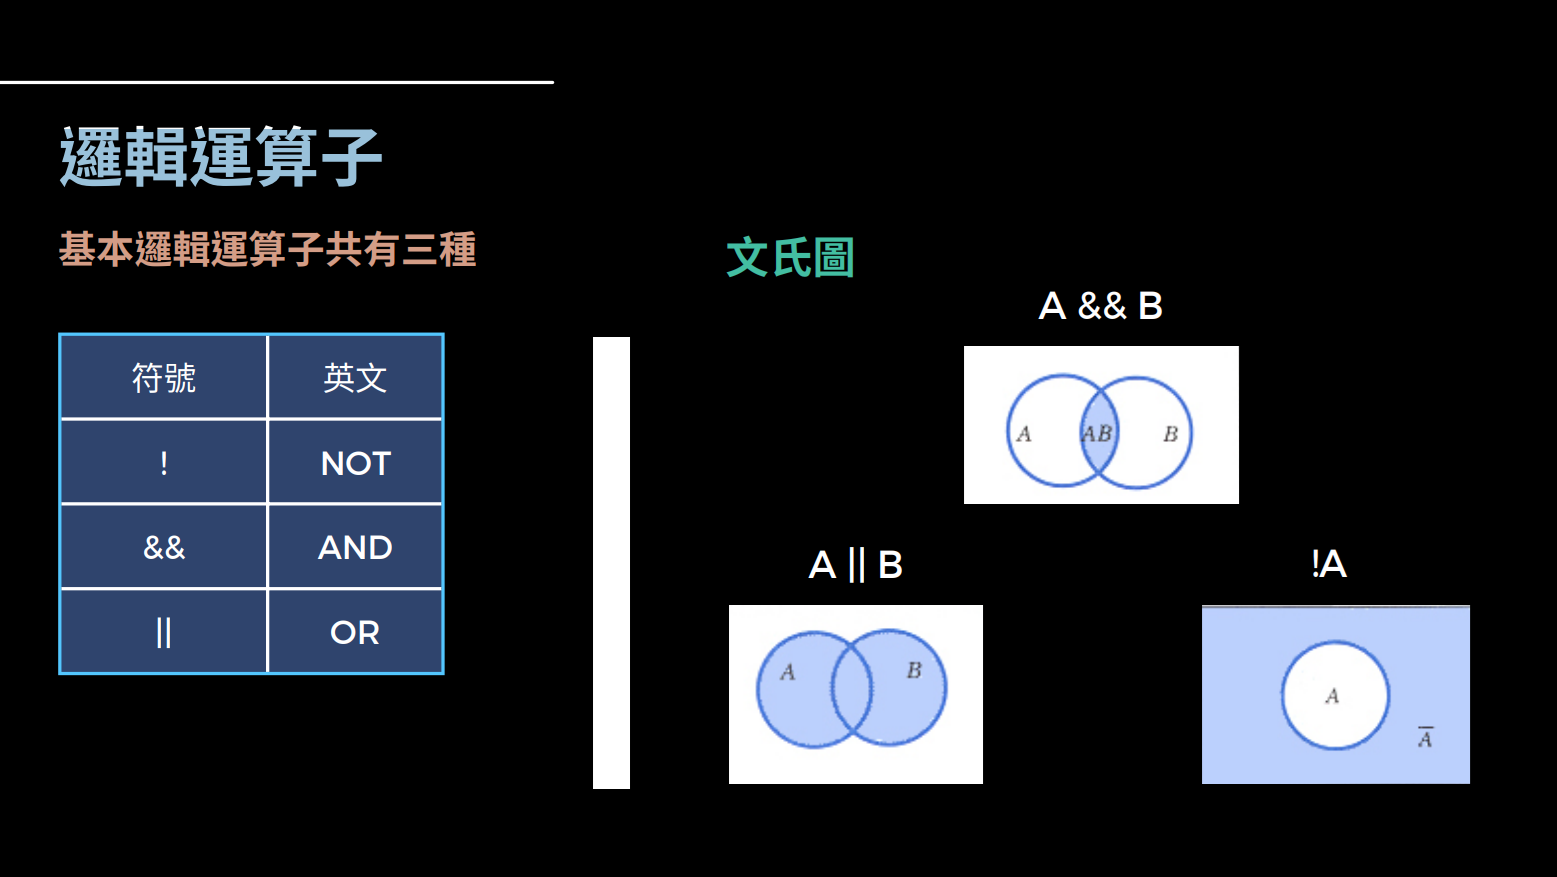 邏輯運算子
基本邏輯運算子共有三種
符號 英文
! NOT
&& AND
|| OR
文氏圖
A && B
A AB B
A || B
A B
!A
A
A̅